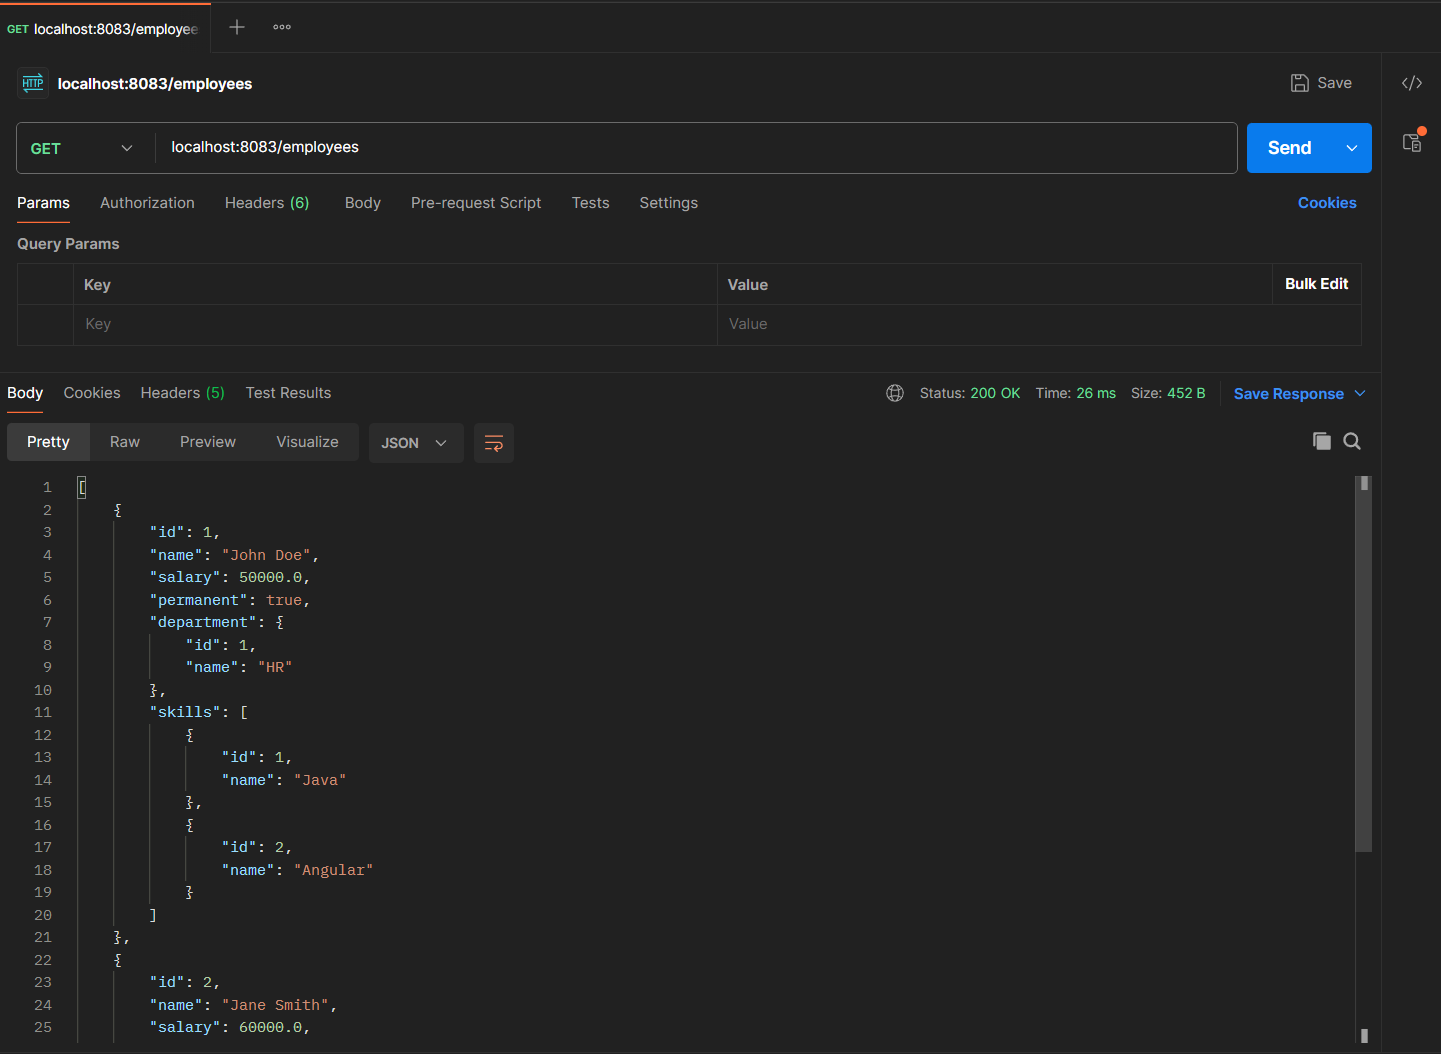 GET localhost:8083/employee
HTTP localhost:8083/employees
Save
GET localhost:8083/employees
Send
Params Authorization Headers (6) Body Pre-request Script Tests Settings Cookies
Query Params
Key Value Bulk Edit
Key Value
Body Cookies Headers (5) Test Results Status: 200 OK Time: 26 ms Size: 452 B Save Response
Pretty Raw Preview Visualize JSON
1 [
2 {
3 "id": 1,
4 "name": "John Doe",
5 "salary": 50000.0,
6 "permanent": true,
7 "department": {
8 "id": 1,
9 "name": "HR"
10 },
11 "skills": [
12 {
13 "id": 1,
14 "name": "Java"
15 },
16 {
17 "id": 2,
18 "name": "Angular"
19 }
20 ]
21 },
22 {
23 "id": 2,
24 "name": "Jane Smith",
25 "salary": 60000.0,